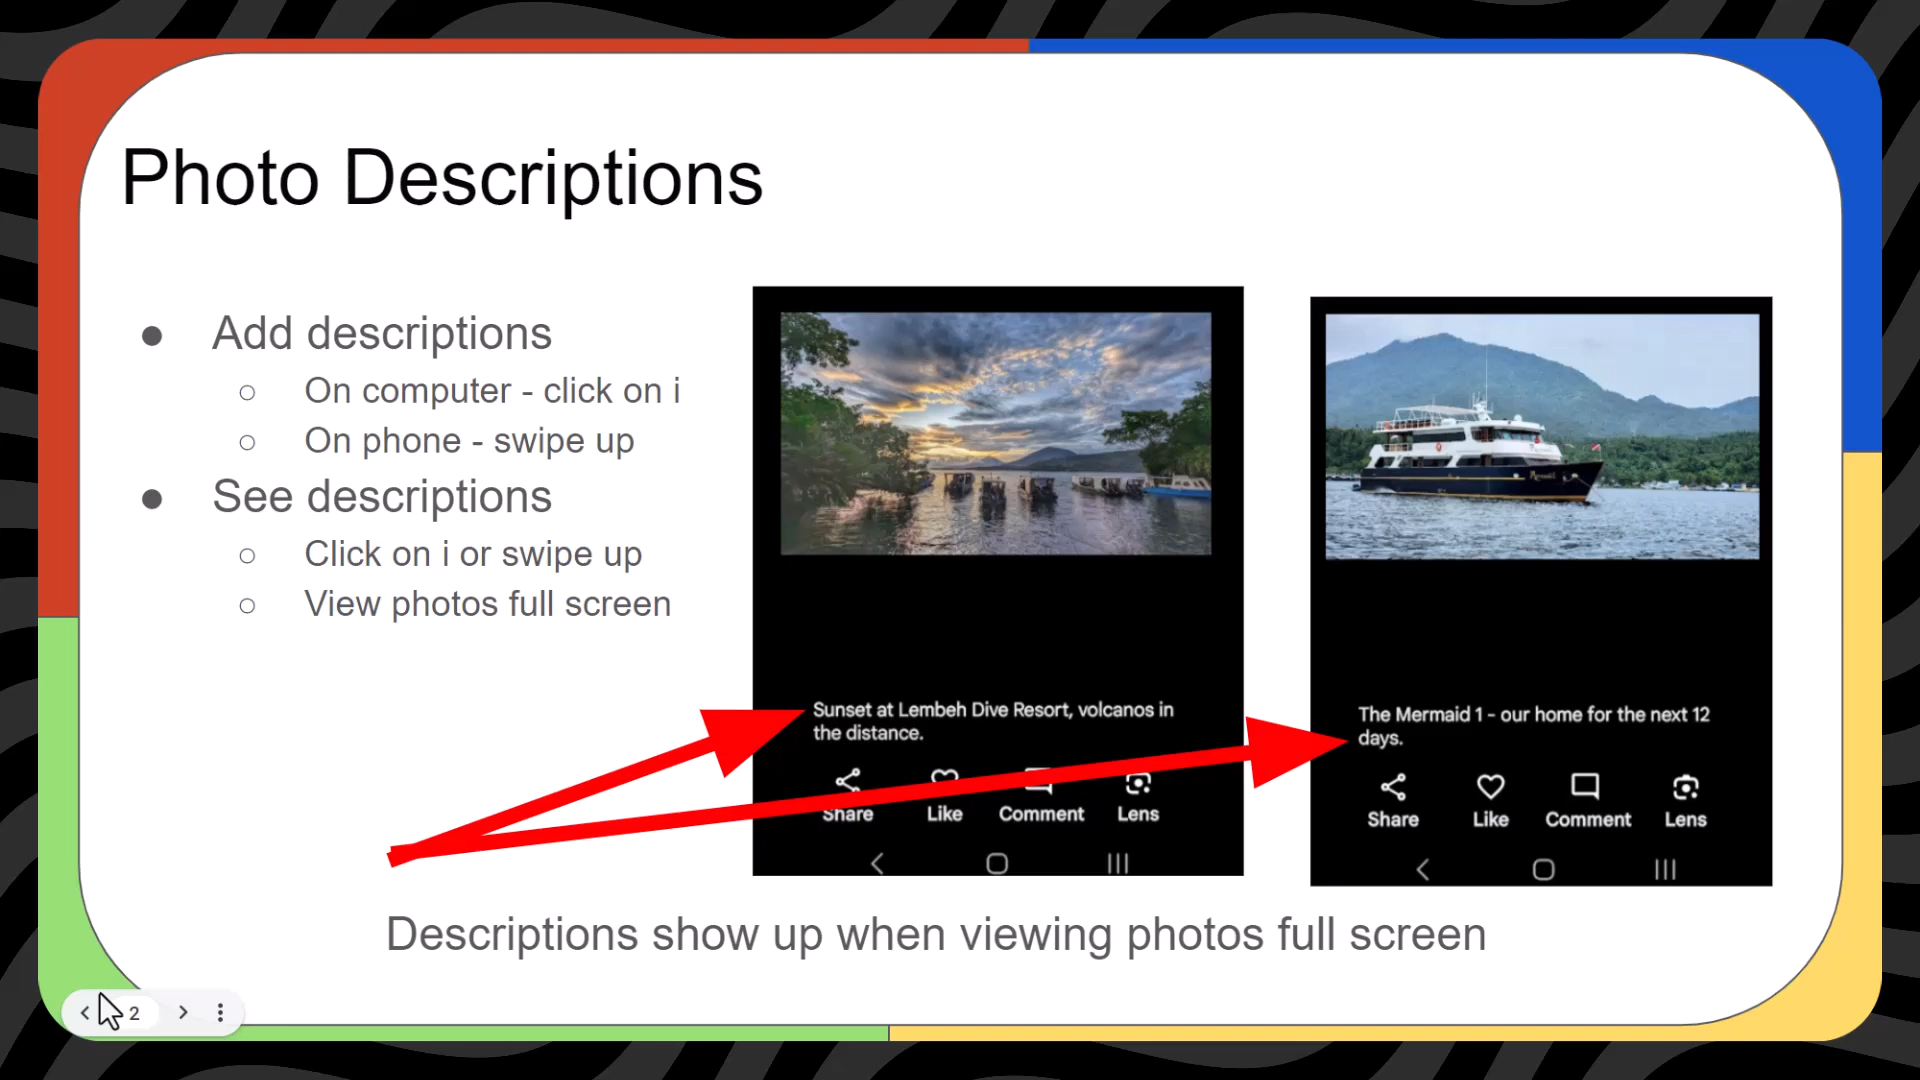 Photo Descriptions
● Add descriptions
○ On computer - click on i
○ On phone - swipe up
● See descriptions
○ Click on i or swipe up
○ View photos full screen
Sunset at Lembeh Dive Resort, volcanos in
the distance.
Share Like Comment Lens
The Mermaid 1 - our home for the next 12
days.
Share Like Comment Lens
Descriptions show up when viewing photos full screen
2